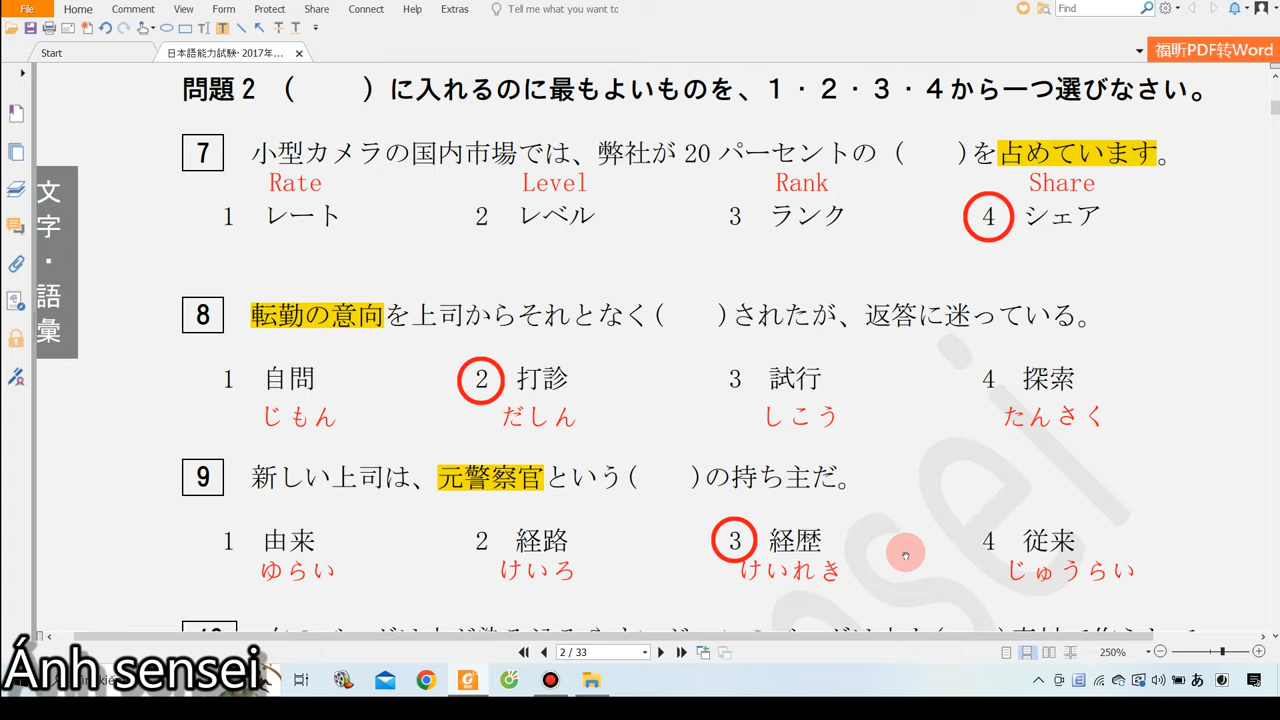 File Home Comment View Form Protect Share Connect Help Extras Tell me what you want to Find
Start 日本語能力試験・2017年... 福昕PDF转Word
問題2 （　　）に入れるのに最もよいものを、1・2・3・4から一つ選びなさい。
7 小型カメラの国内市場では、弊社が 20 パーセントの（　　）を占めています。
Rate Level Rank Share
1 レート 2 レベル 3 ランク 4 シェア
文字・語彙
8 転勤の意向を上司からそれとなく（　　）されたが、返答に迷っている。
1 自問 2 打診 3 試行 4 探索
じもん だしん しこう たんさく
9 新しい上司は、元警察官という（　　）の持ち主だ。
1 由来 2 経路 3 経歴 4 従来
ゆらい けいろ けいれき じゅうらい
Ánh sensei
2 / 33 250%